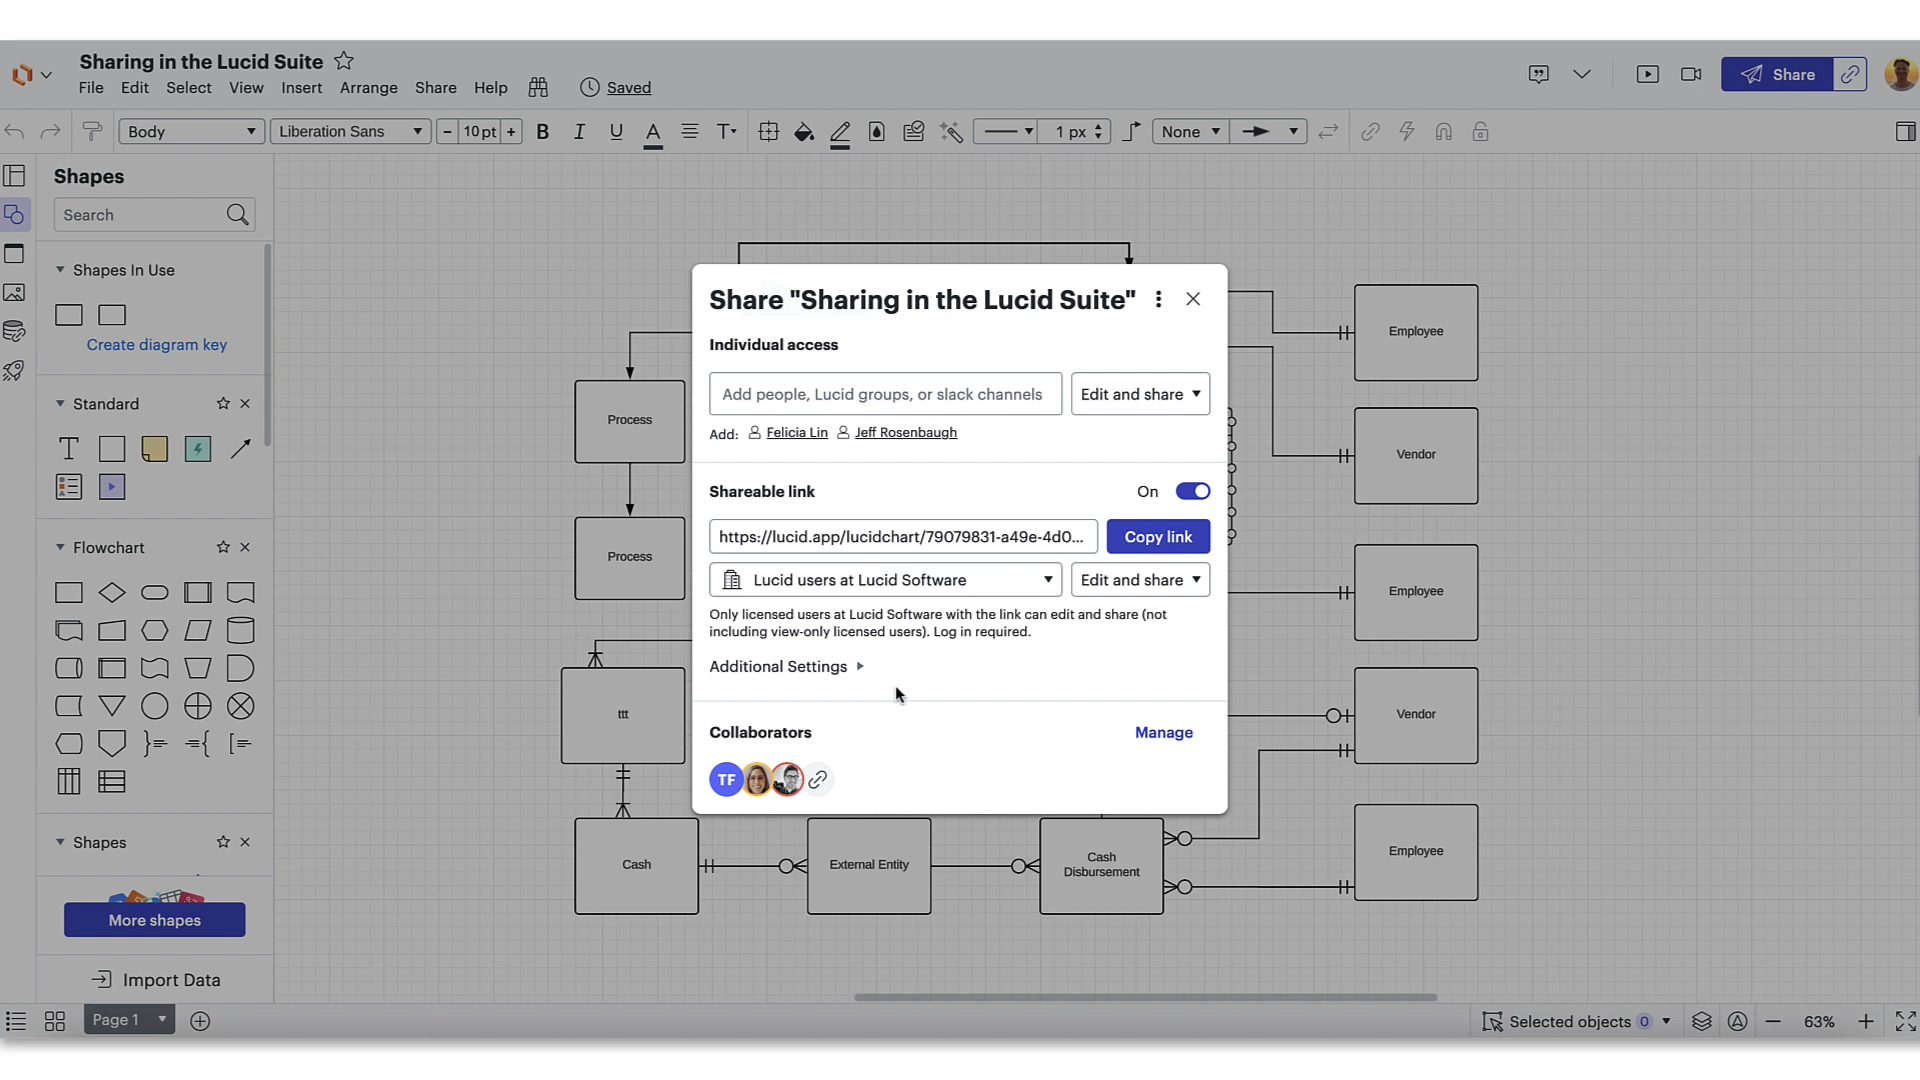 Sharing in the Lucid Suite
File Edit Select View Insert Arrange Share Help Saved
Share
Body Liberation Sans 10 pt 1 px None
Shapes
Search
Shapes In Use
Create diagram key
Standard
Flowchart
Shapes
More shapes
Import Data
Share "Sharing in the Lucid Suite"
Individual access
Add people, Lucid groups, or slack channels Edit and share
Add: Felicia Lin Jeff Rosenbaugh
Shareable link On
https://lucid.app/lucidchart/79079831-a49e-4d0... Copy link
Lucid users at Lucid Software Edit and share
Only licensed users at Lucid Software with the link can edit and share (not
including view-only licensed users). Log in required.
Additional Settings
Collaborators Manage
TF
Process
Process
ttt
Cash
External Entity
Cash
Disbursement
Employee
Vendor
Employee
Vendor
Employee
Page 1
Selected objects 0 63%